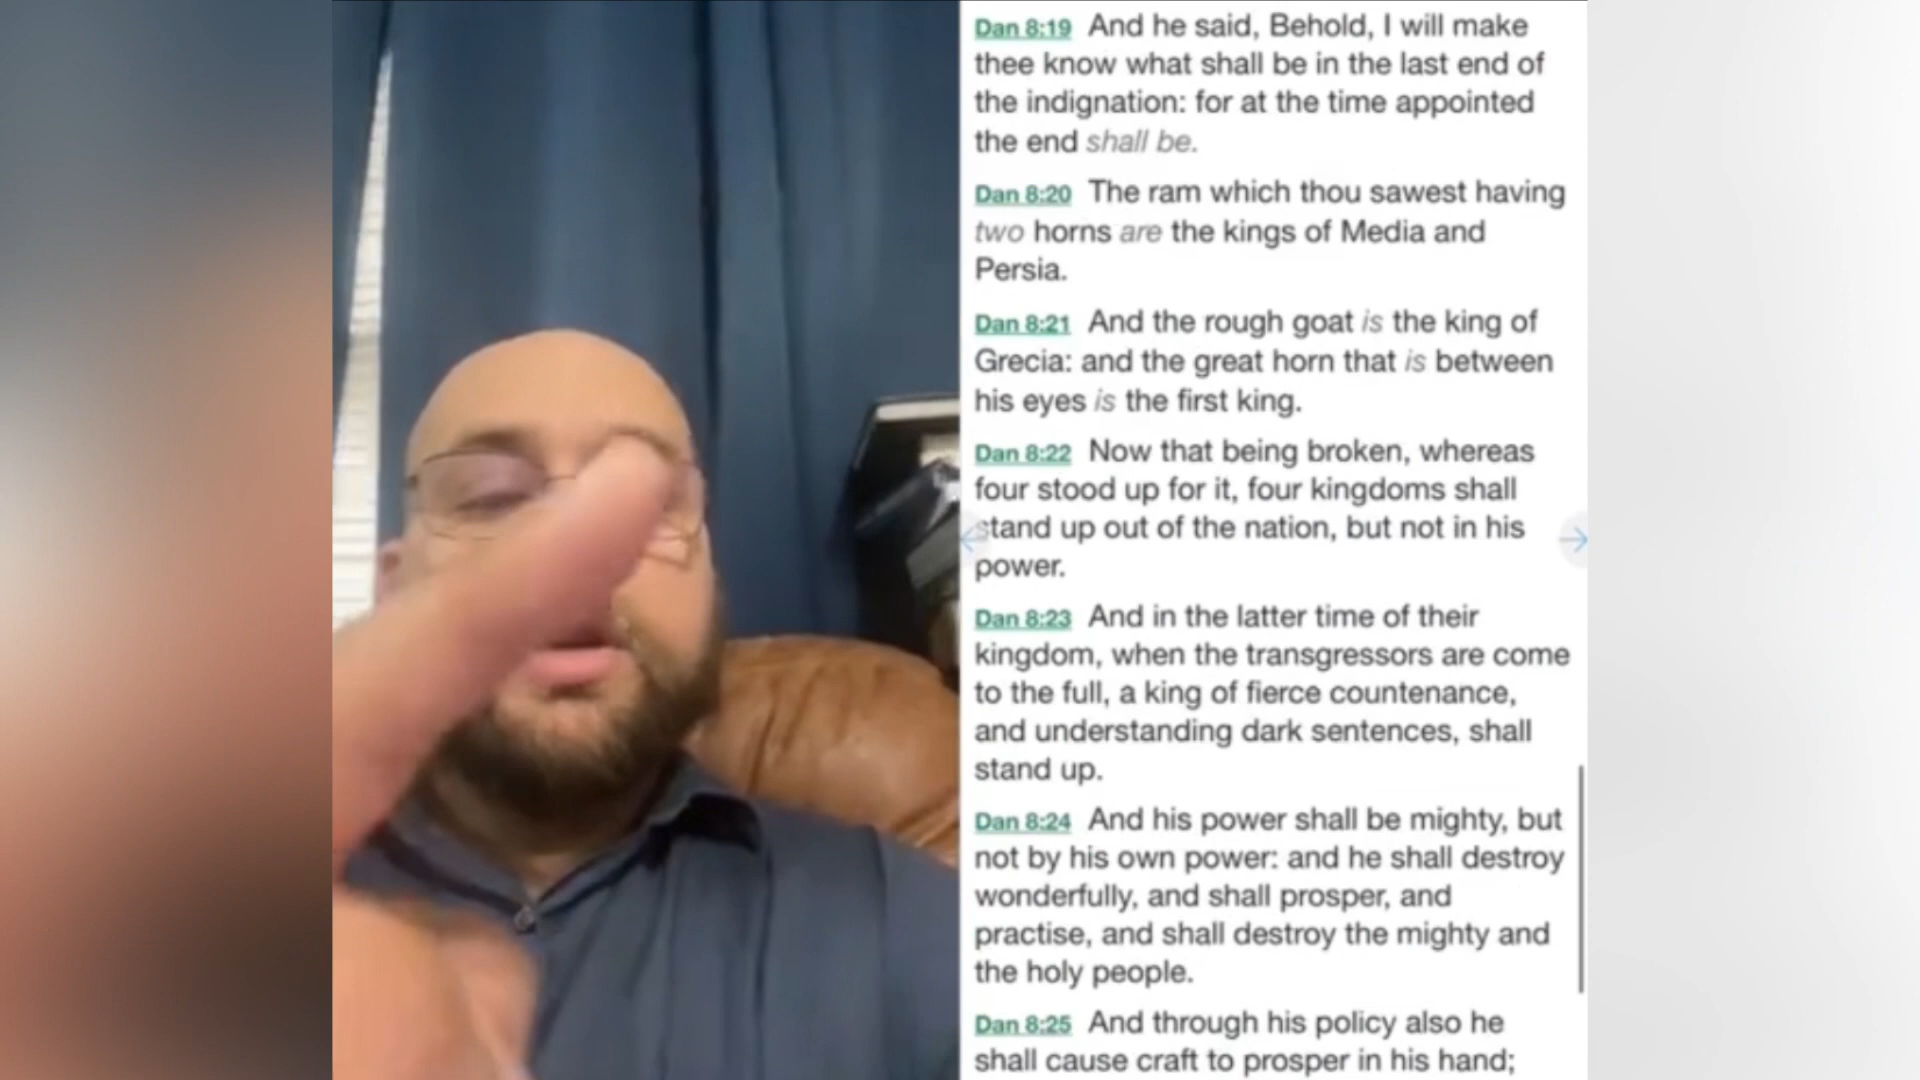 Dan 8:19 And he said, Behold, I will make
thee know what shall be in the last end of
the indignation: for at the time appointed
the end shall be.
Dan 8:20 The ram which thou sawest having
two horns are the kings of Media and
Persia.
Dan 8:21 And the rough goat is the king of
Grecia: and the great horn that is between
his eyes is the first king.
Dan 8:22 Now that being broken, whereas
four stood up for it, four kingdoms shall
stand up out of the nation, but not in his
power.
Dan 8:23 And in the latter time of their
kingdom, when the transgressors are come
to the full, a king of fierce countenance,
and understanding dark sentences, shall
stand up.
Dan 8:24 And his power shall be mighty, but
not by his own power: and he shall destroy
wonderfully, and shall prosper, and
practise, and shall destroy the mighty and
the holy people.
Dan 8:25 And through his policy also he
shall cause craft to prosper in his hand;